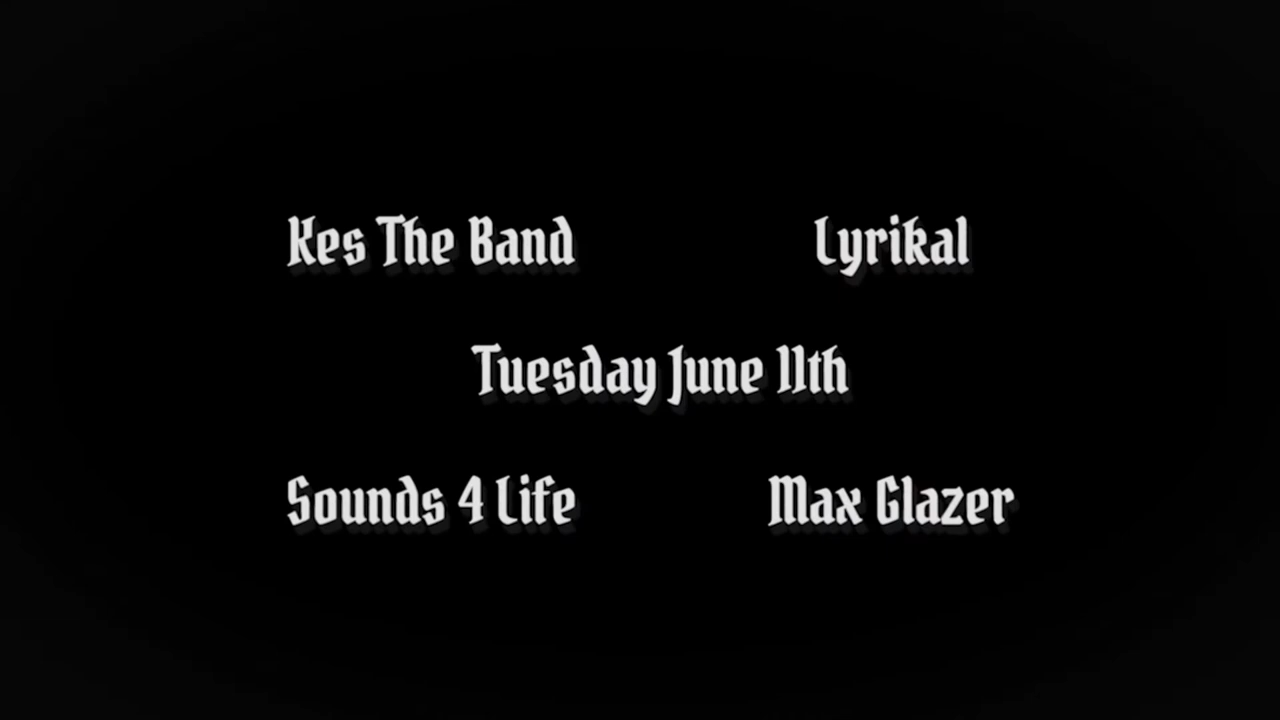 Kes The Band
Lyrikal
Tuesday June 11th
Sounds 4 Life
Max Glazer